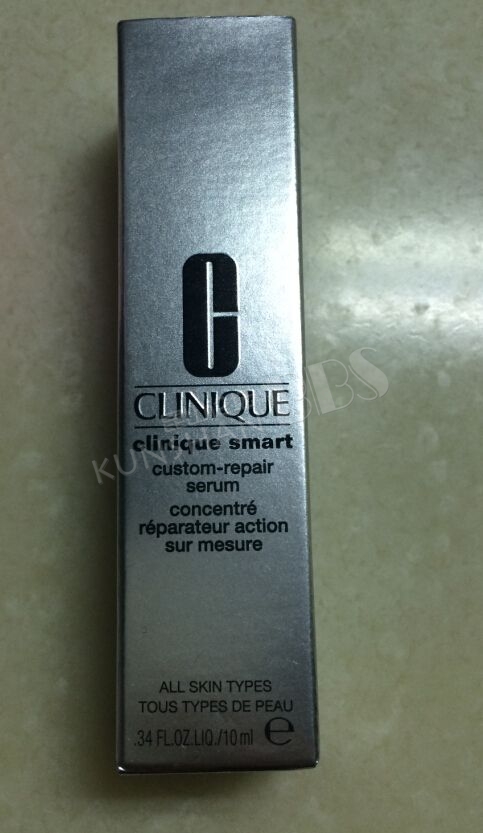 C
CLINIQUE
clinique smart
custom-repair
serum
concentré
réparateur action
sur mesure
ALL SKIN TYPES
TOUS TYPES DE PEAU
.34 FL.OZ.LIQ./10 ml e
BBS